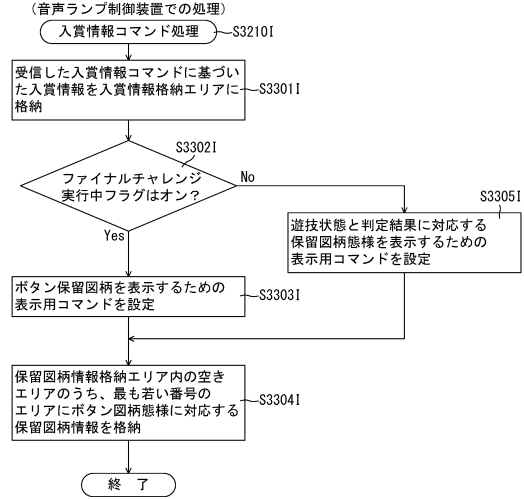 (音声ランプ制御装置での処理)
入賞情報コマンド処理
S3210I
受信した入賞情報コマンドに基づい
た入賞情報を入賞情報格納エリアに
格納
S3301I
S3302I
ファイナルチャレンジ
実行中フラグはオン?
No
Yes
S3305I
遊技状態と判定結果に対応する
保留図柄態様を表示するための
表示用コマンドを設定
ボタン保留図柄を表示するための
表示用コマンドを設定
S3303I
保留図柄情報格納エリア内の空き
エリアのうち、最も若い番号の
エリアにボタン図柄態様に対応する
保留図柄情報を格納
S3304I
終 了